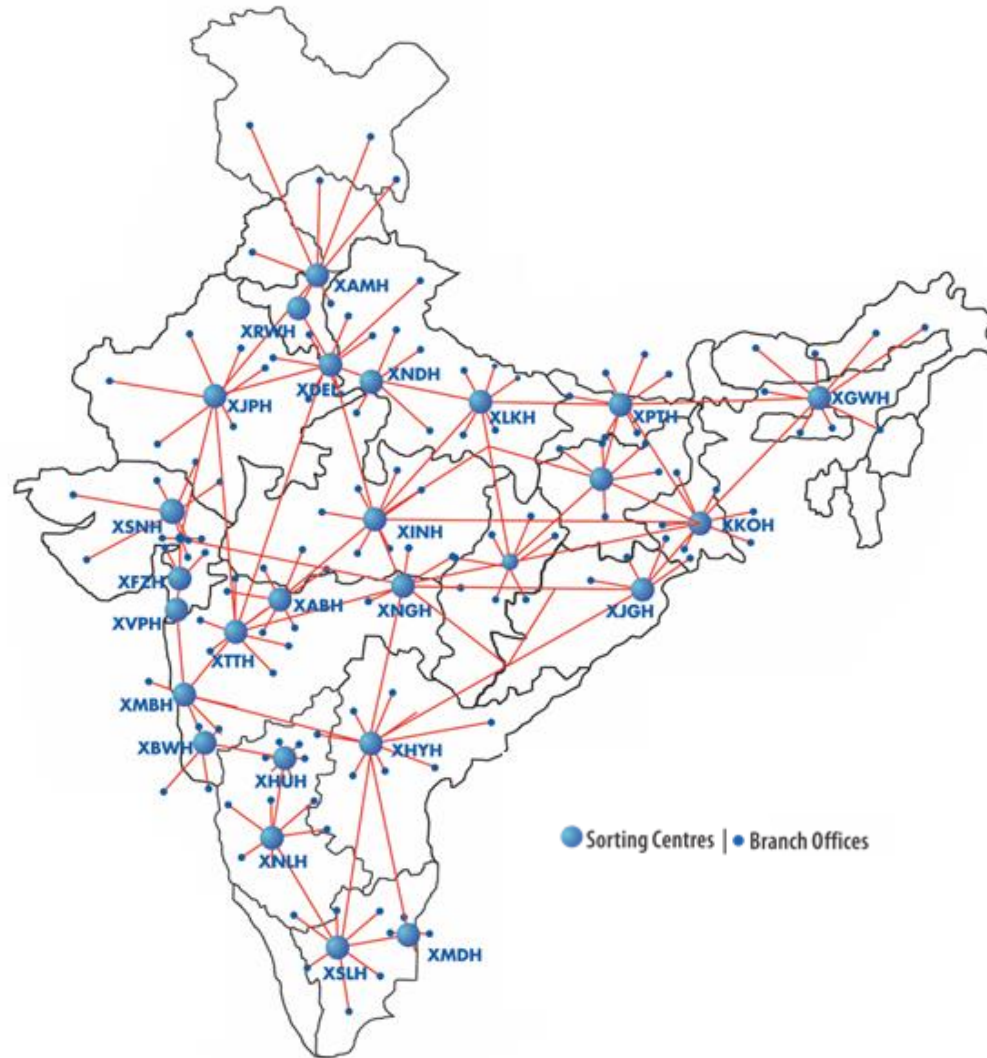 XAMH
XRWH
XDEL
XNDH
XJPH
XLKH
XPTH
XGWH
XSNH
XINH
XKOH
XFZH
XABH
XNGH
XJGH
XVPH
XTTH
XMBH
XBWH
XHYH
XHUH
Sorting Centres | Branch Offices
XNLH
XMDH
XSLH